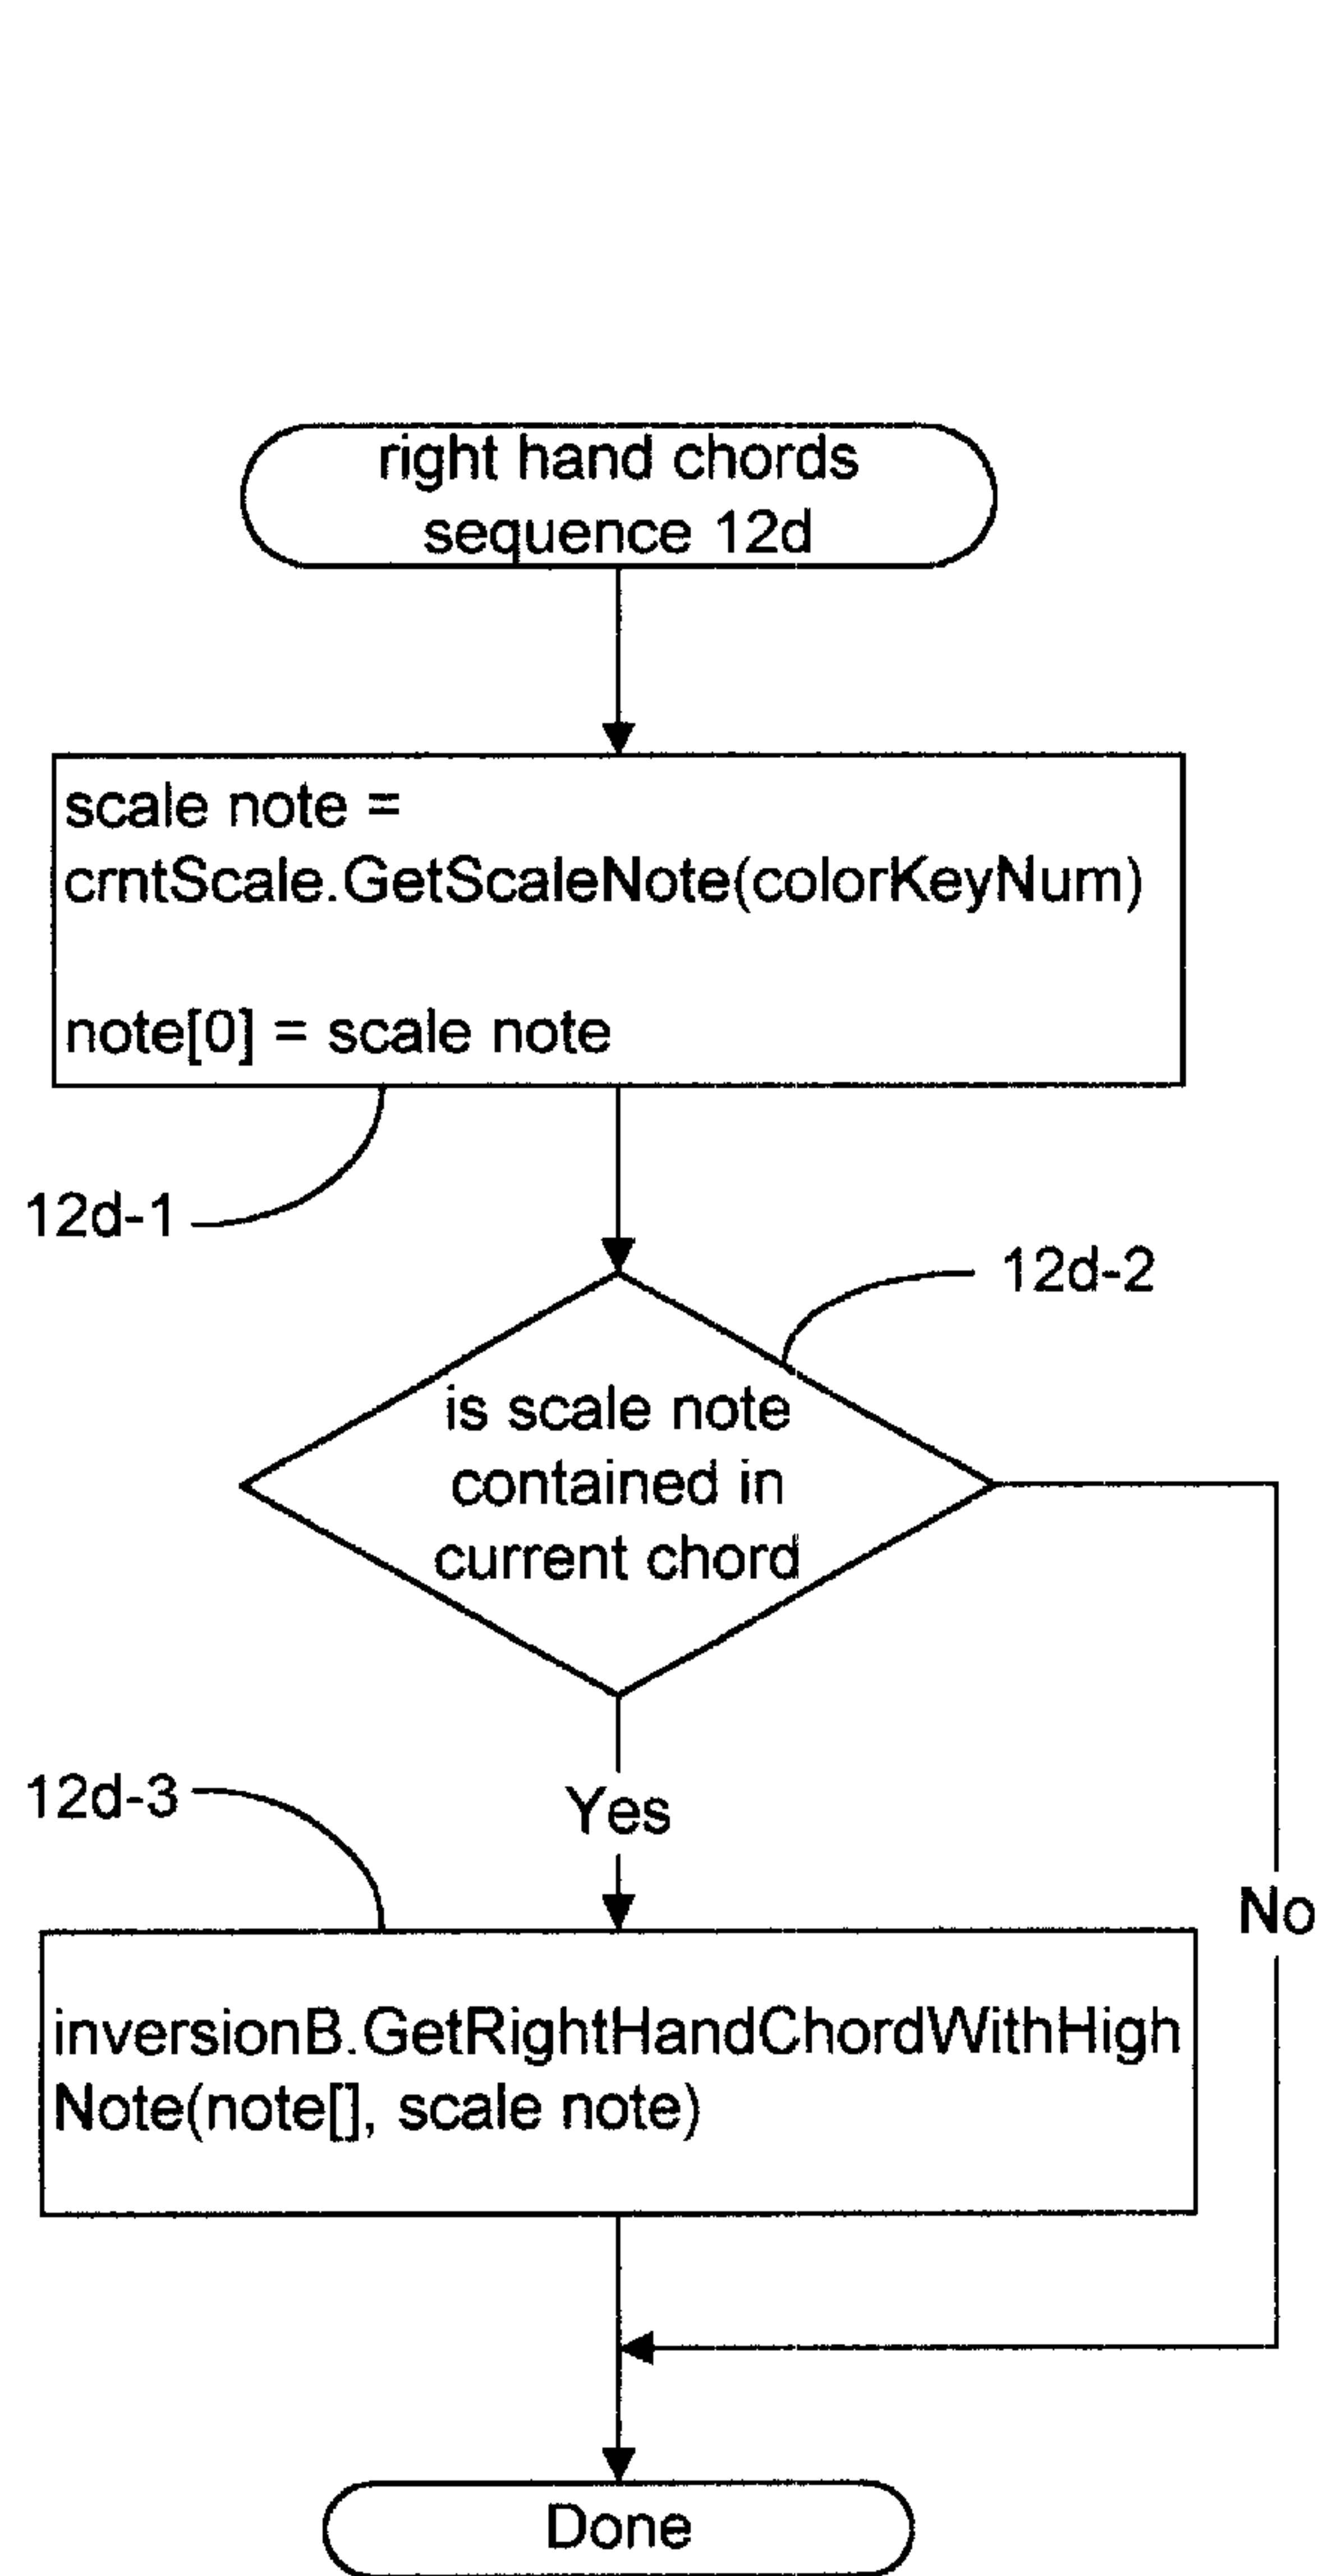 right hand chords
sequence 12d
scale note =
crntScale.GetScaleNote(colorKeyNum)
note[0] = scale note
12d-1
12d-2
is scale note
contained in
current chord
12d-3
Yes
No
inversionB.GetRightHandChordWithHigh
Note(note[], scale note)
Done